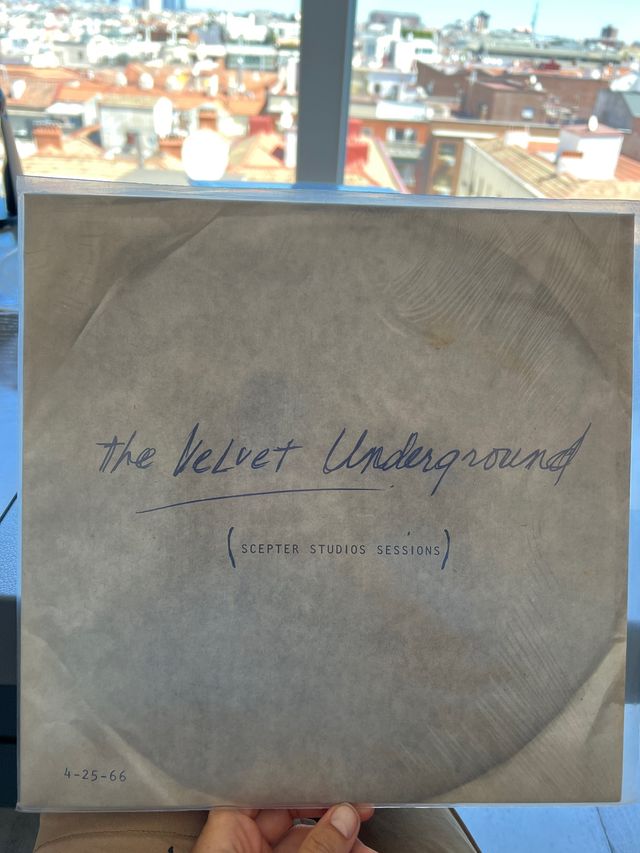 the Velvet Underground
(SCEPTER STUDIOS SESSIONS)
4-25-66